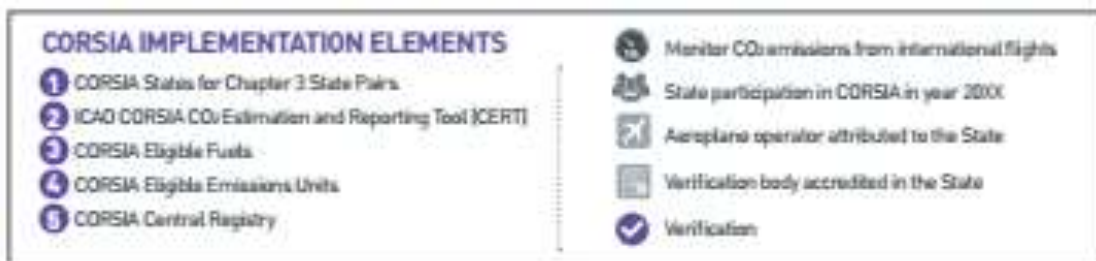 CORSIA IMPLEMENTATION ELEMENTS
1 CORSIA States for Chapter 3 State Pairs
2 ICAO CORSIA CO₂ Estimation and Reporting Tool (CERT)
3 CORSIA Eligible Fuels
4 CORSIA Eligible Emissions Units
5 CORSIA Central Registry
Monitor CO₂ emissions from international flights
State participation in CORSIA in year 20XX
Aeroplane operator attributed to the State
Verification body accredited in the State
Verification